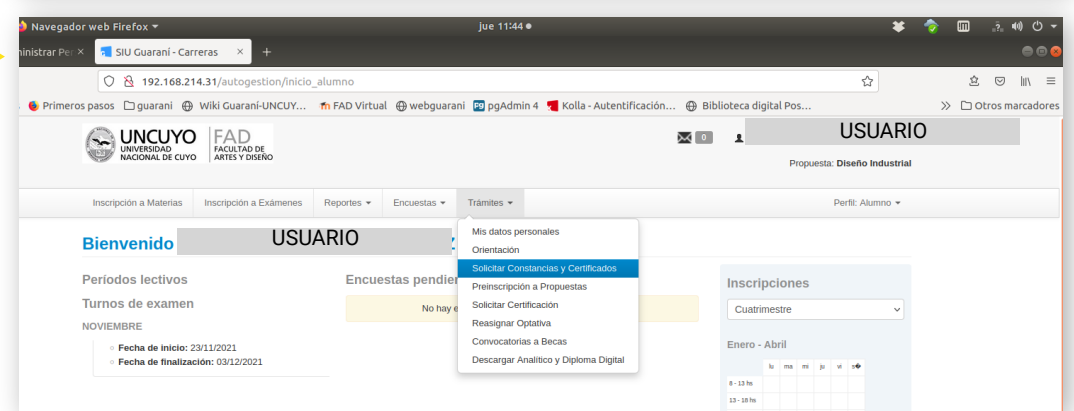 Navegador web Firefox
jue 11:44
ninistrar Per
SIU Guaraní - Carreras
192.168.214.31/autogestion/inicio_alumno
Primeros pasos guarani Wiki Guaraní-UNCUY... FAD Virtual webguarani pgAdmin 4 Kolla - Autentificación... Biblioteca digital Pos... Otros marcadores
UNCUYO
UNIVERSIDAD
NACIONAL DE CUYO
FAD
FACULTAD DE
ARTES Y DISEÑO
0
USUARIO
Propuesta: Diseño Industrial
Inscripción a Materias Inscripción a Exámenes Reportes Encuestas Trámites Perfil: Alumno
Bienvenido USUARIO
Mis datos personales
Orientación
Solicitar Constancias y Certificados
Preinscripción a Propuestas
Solicitar Certificación
Reasignar Optativa
Convocatorias a Becas
Descargar Analítico y Diploma Digital
Períodos lectivos
Turnos de examen
NOVIEMBRE
Fecha de inicio: 23/11/2021
Fecha de finalización: 03/12/2021
Encuestas pendier
No hay e
Inscripciones
Cuatrimestre
Enero - Abril
lu ma mi ju vi s�
8 - 13 hs
13 - 18 hs